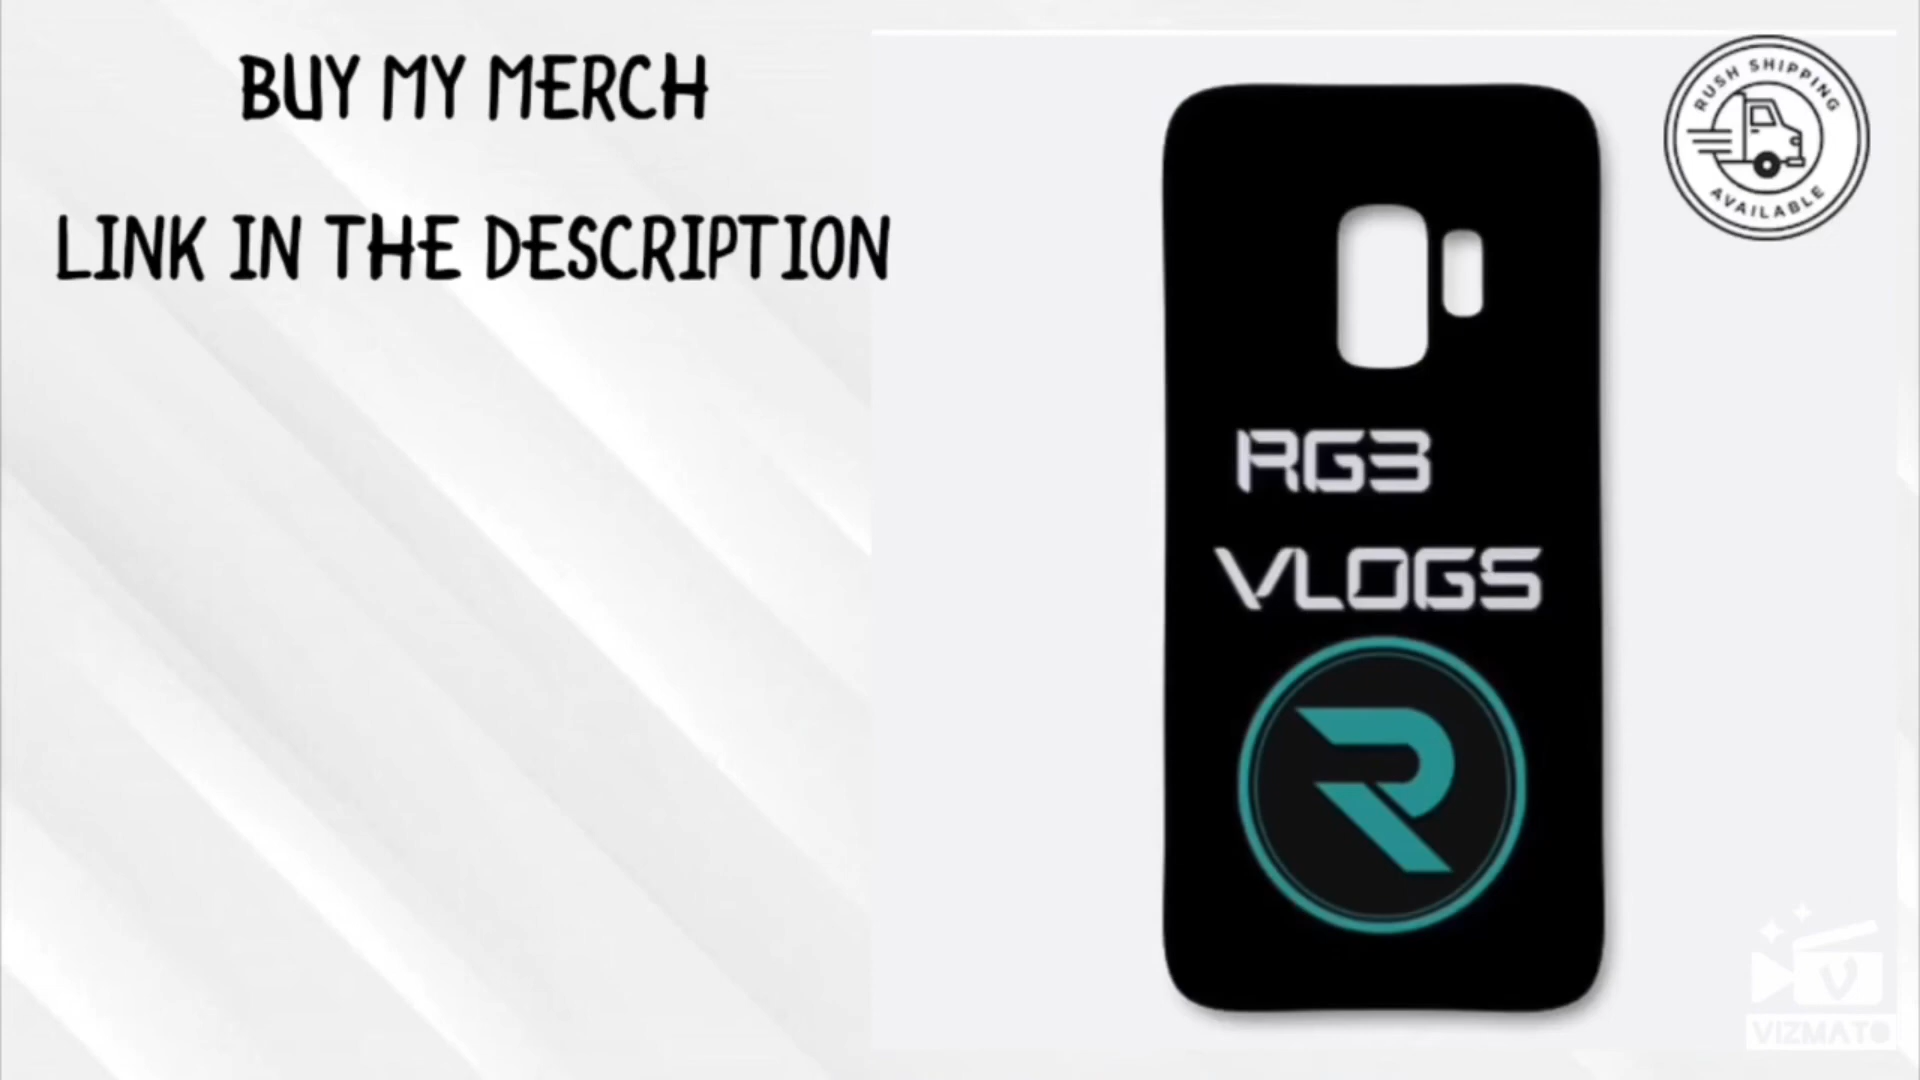 BUY MY MERCH
LINK IN THE DESCRIPTION
RUSH SHIPPING
AVAILABLE
RG3
VLOGS
R
V
VIZMATO